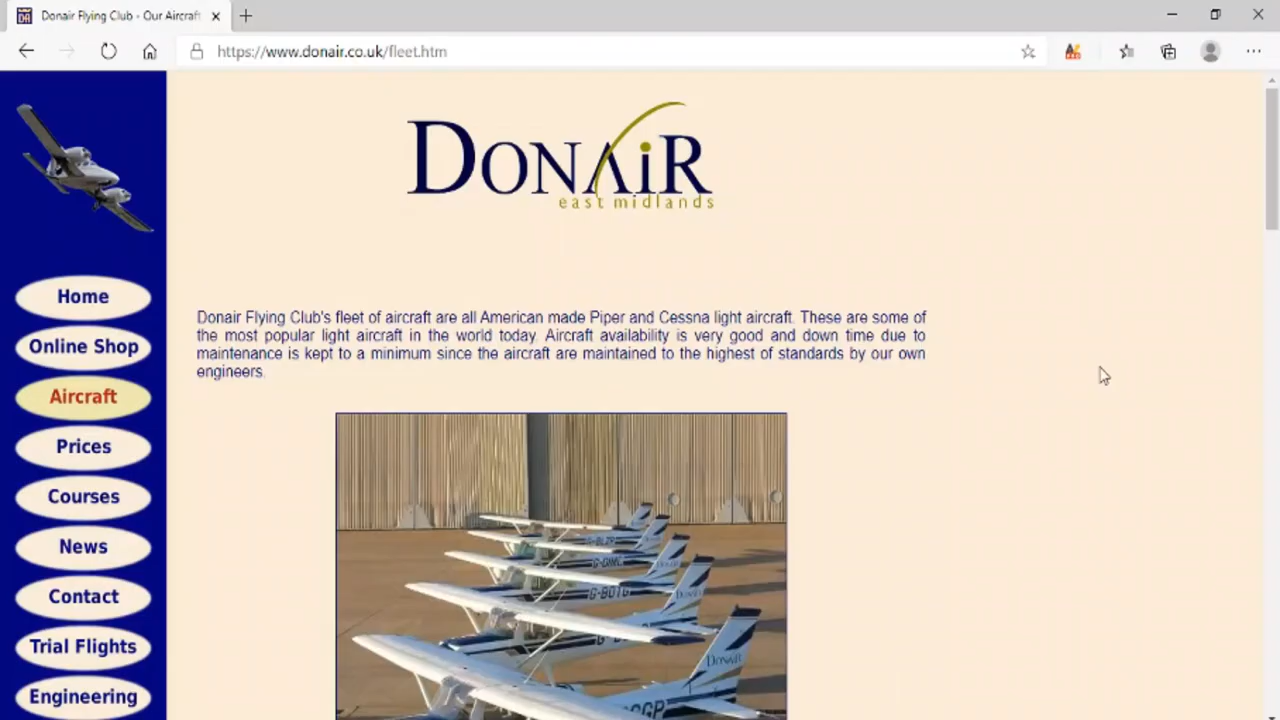 Donair Flying Club - Our Aircraft
https://www.donair.co.uk/fleet.htm
DONAIR
east midlands
Home
Online Shop
Aircraft
Prices
Courses
News
Contact
Trial Flights
Engineering
Donair Flying Club's fleet of aircraft are all American made Piper and Cessna light aircraft. These are some of
the most popular light aircraft in the world today. Aircraft availability is very good and down time due to
maintenance is kept to a minimum since the aircraft are maintained to the highest of standards by our own
engineers.
G-BOTG
DONAIR